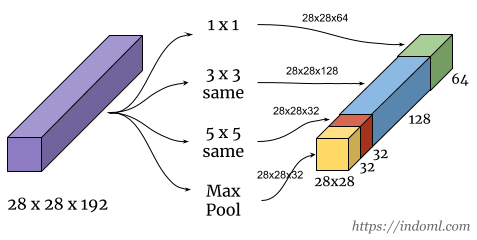 1 x 1
28x28x64
3 x 3
same
28x28x128
64
28x28x32
128
5 x 5
same
32
28x28x32
32
28x28
Max
Pool
28 x 28 x 192
https://indoml.com